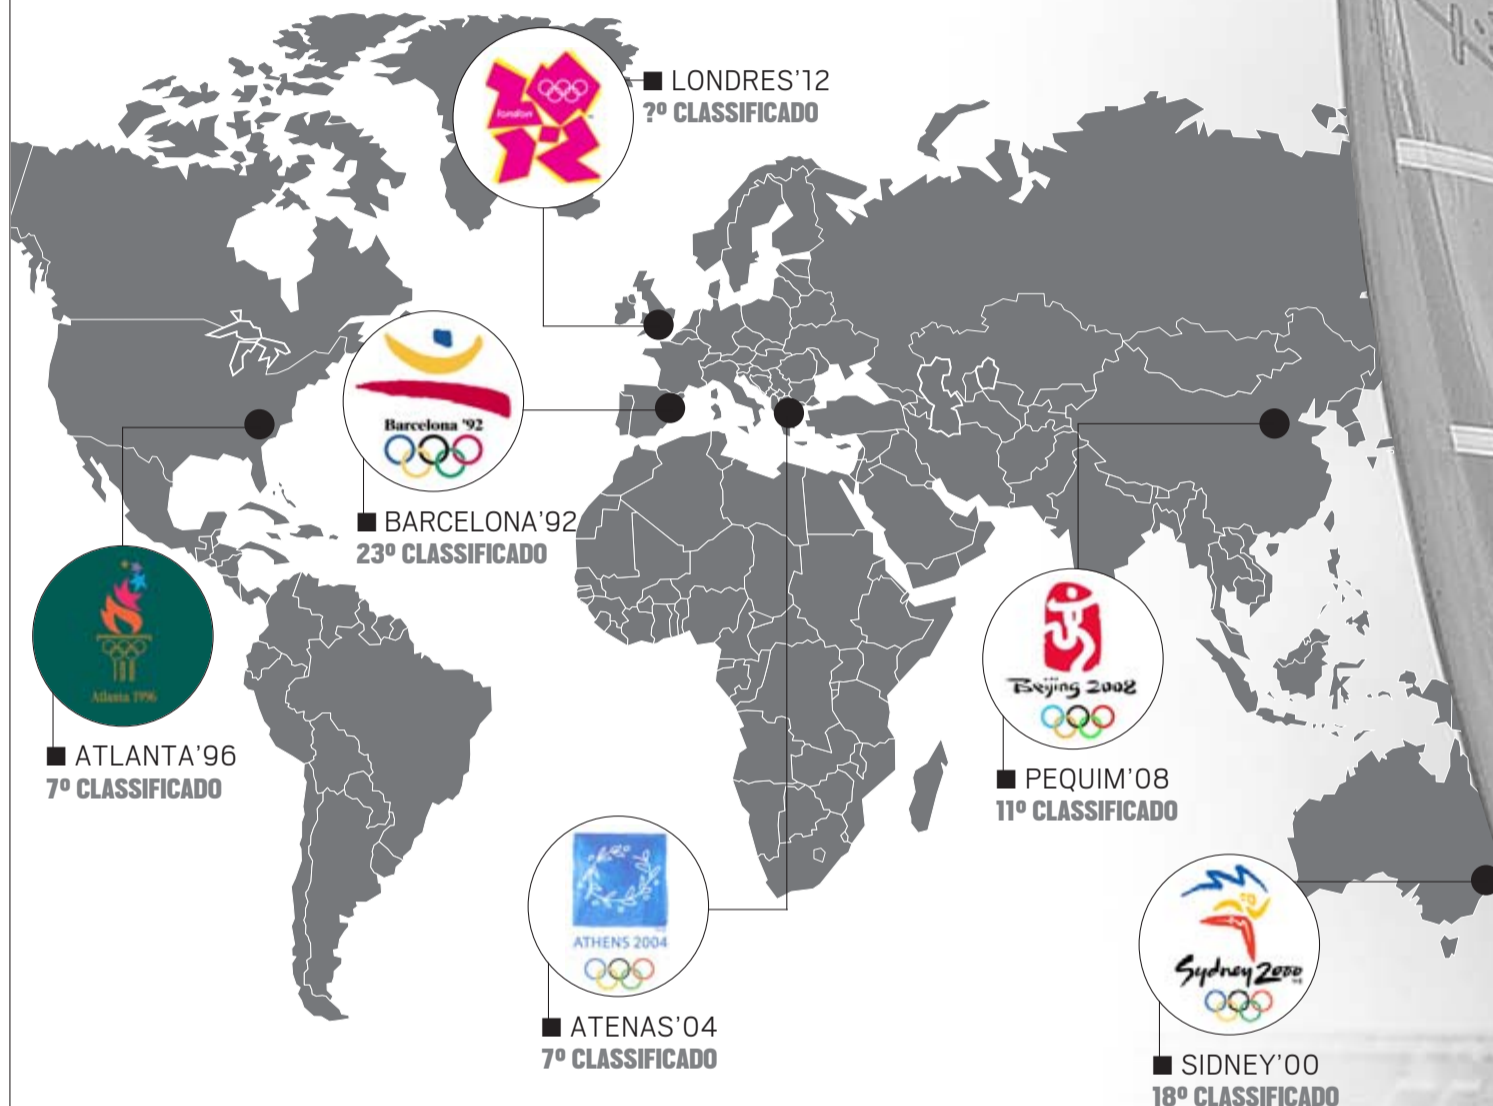 london
LONDRES'12
?º CLASSIFICADO
Barcelona '92
BARCELONA'92
23º CLASSIFICADO
Atlanta 1996
ATLANTA'96
7º CLASSIFICADO
Beijing 2008
PEQUIM'08
11º CLASSIFICADO
ATHENS 2004
ATENAS'04
7º CLASSIFICADO
Sydney 2000
SIDNEY'00
18º CLASSIFICADO